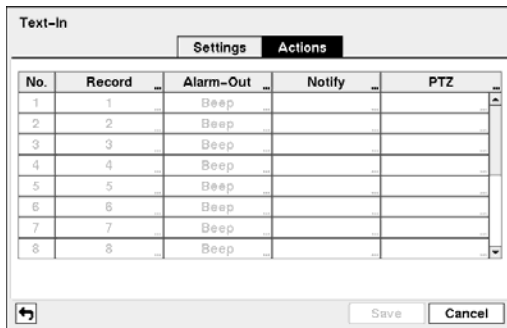 Text-In
Settings Actions
No. Record ... Alarm-Out ... Notify ... PTZ ...
1 1 ... Beep ... ... ...
2 2 ... Beep ... ... ...
3 3 ... Beep ... ... ...
4 4 ... Beep ... ... ...
5 5 ... Beep ... ... ...
6 6 ... Beep ... ... ...
7 7 ... Beep ... ... ...
8 8 ... Beep ... ... ...
Save Cancel